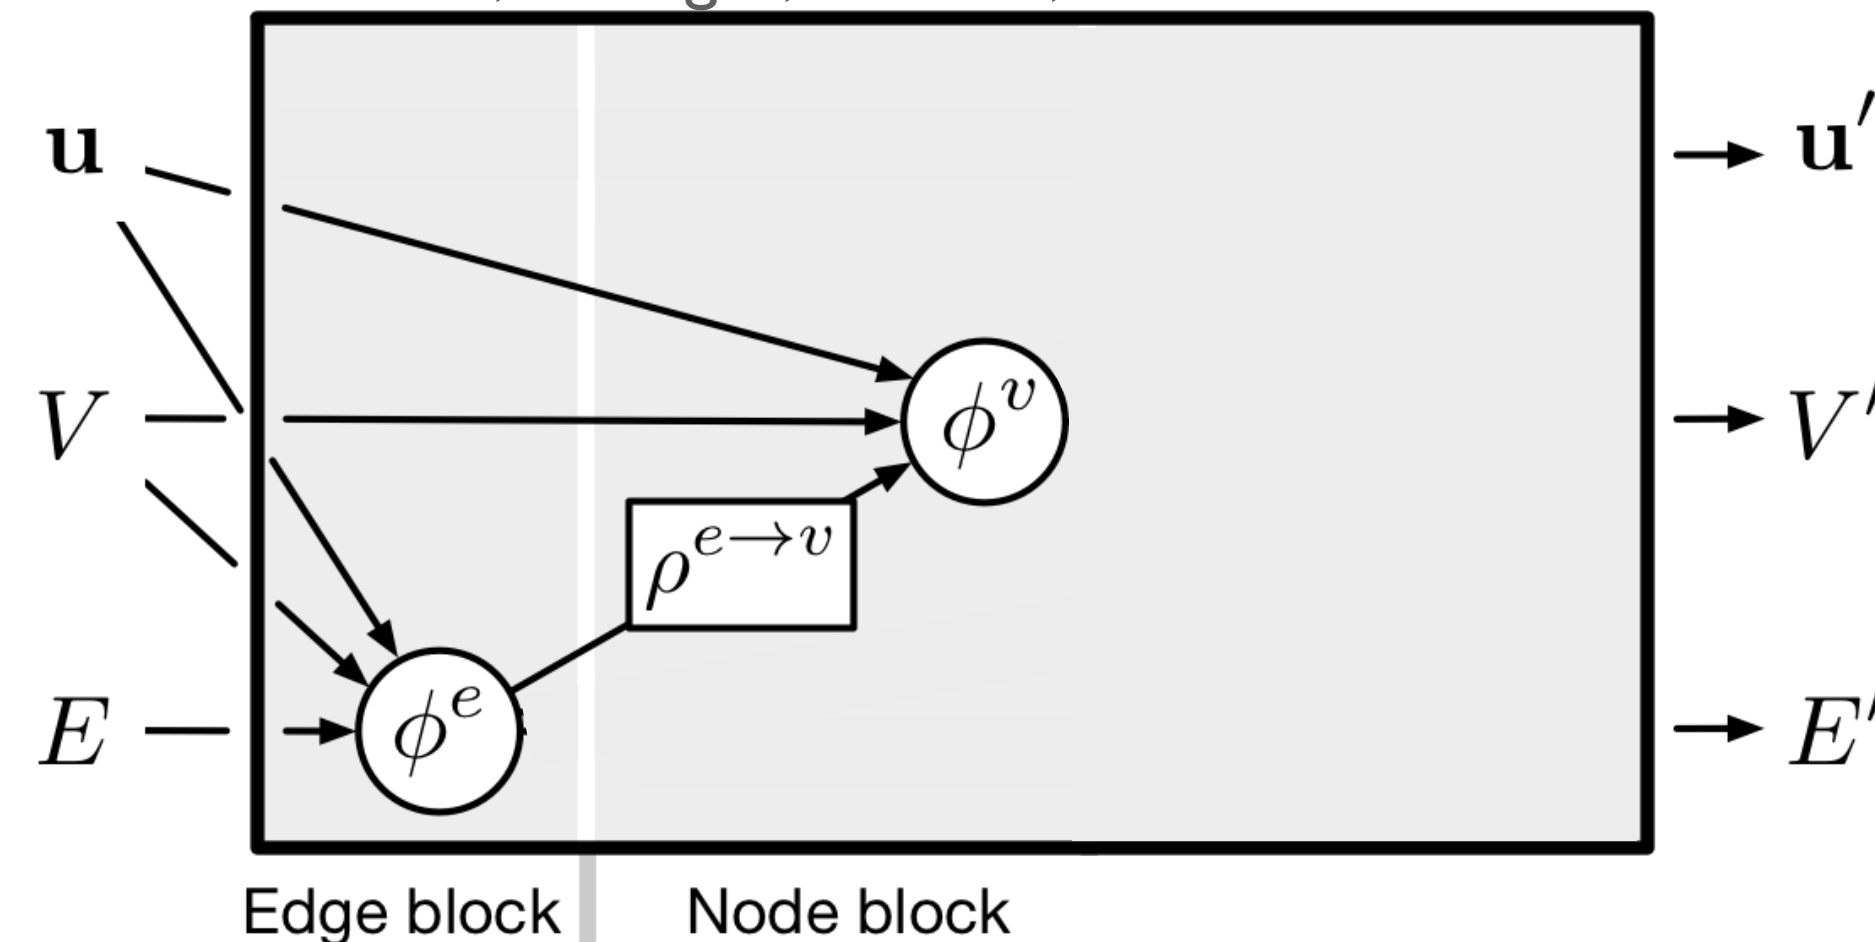 u u′
ϕ^v
V V′
ρ^{e→v}
ϕ^e
E E′
Edge block Node block